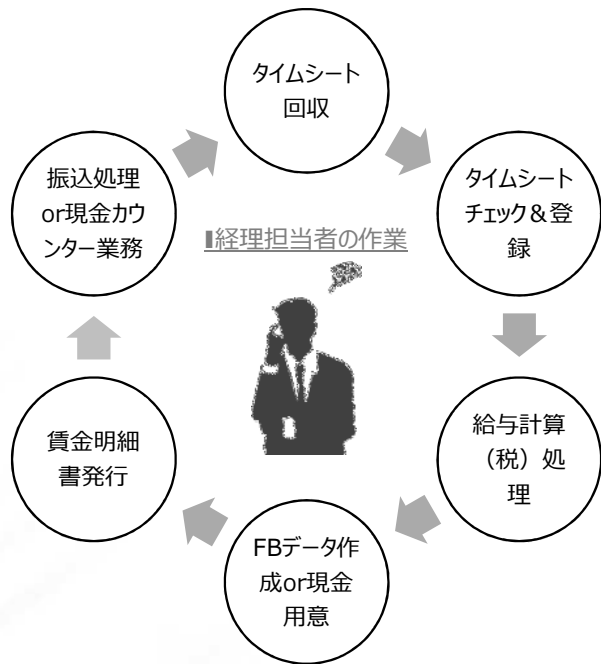 タイムシート
回収
タイムシート
チェック＆登
録
給与計算
（税）処
理
FBデータ作
成or現金
用意
賃金明細
書発行
振込処理
or現金カウ
ンター業務
▮経理担当者の作業